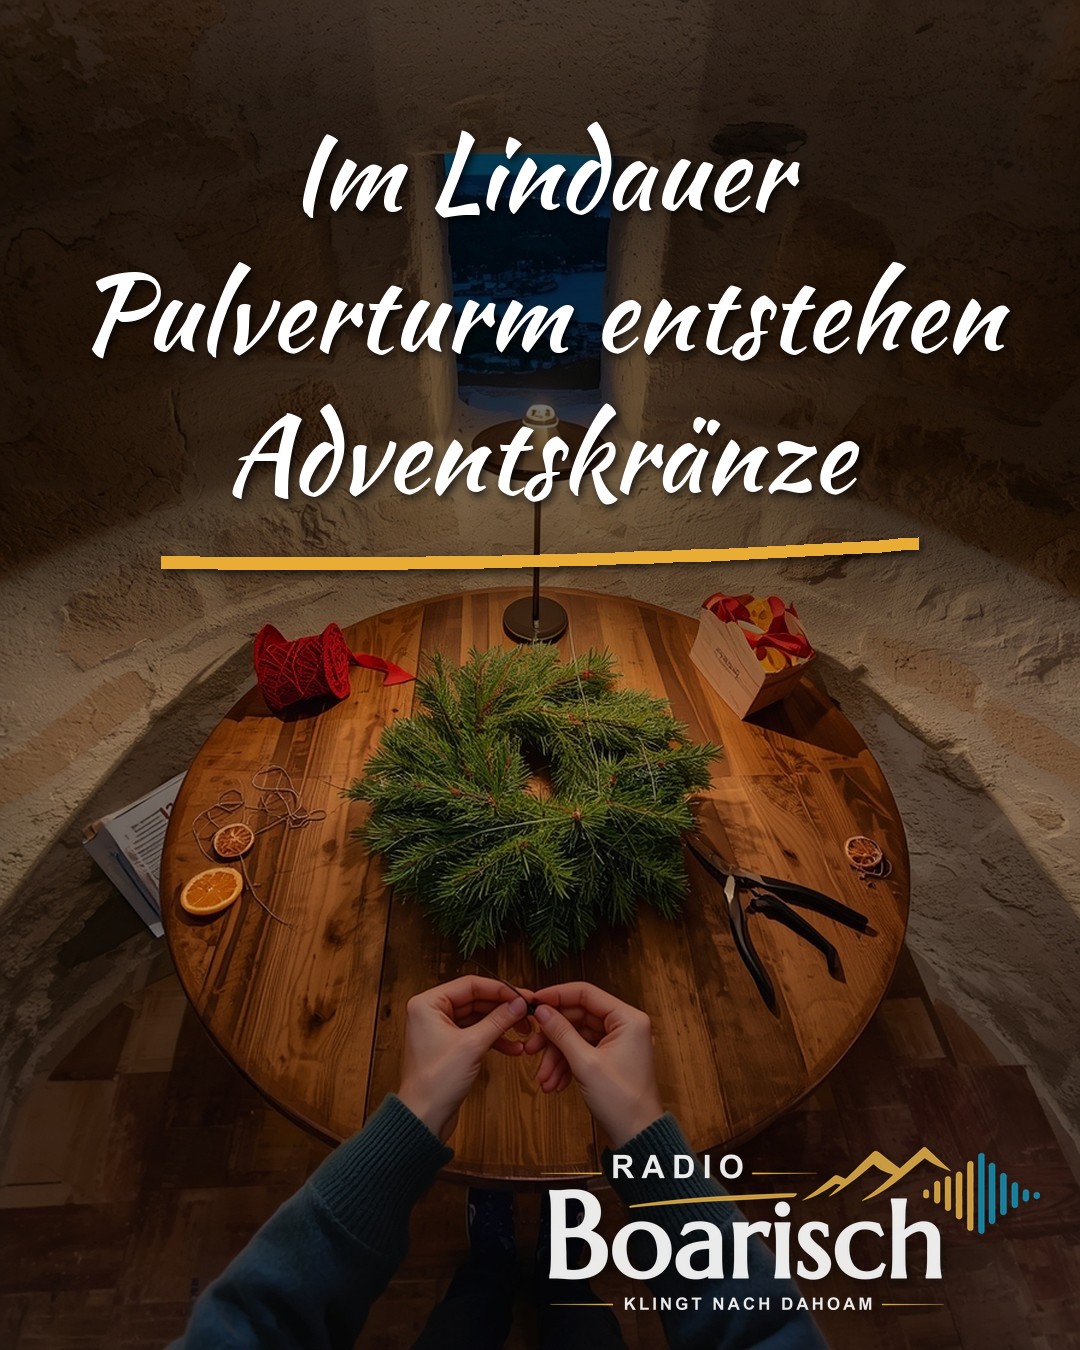 Im Lindauer
Pulverturm entstehen
Adventskränze
RADIO
Boarisch
KLINGT NACH DAHOAM